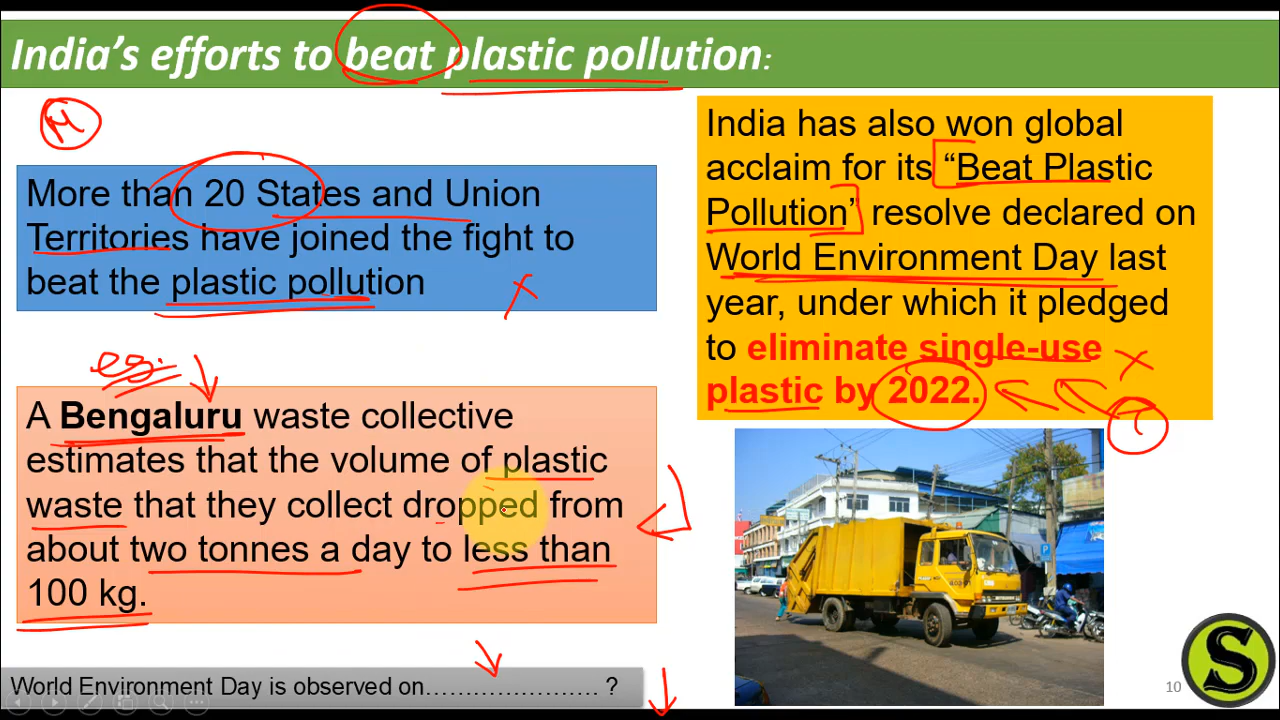 India's efforts to beat plastic pollution:
M
More than 20 States and Union
Territories have joined the fight to
beat the plastic pollution
eg:
A Bengaluru waste collective
estimates that the volume of plastic
waste that they collect dropped from
about two tonnes a day to less than
100 kg.
India has also won global
acclaim for its “Beat Plastic
Pollution” resolve declared on
World Environment Day last
year, under which it pledged
to eliminate single-use
plastic by 2022.
World Environment Day is observed on…………………… ?
10
S